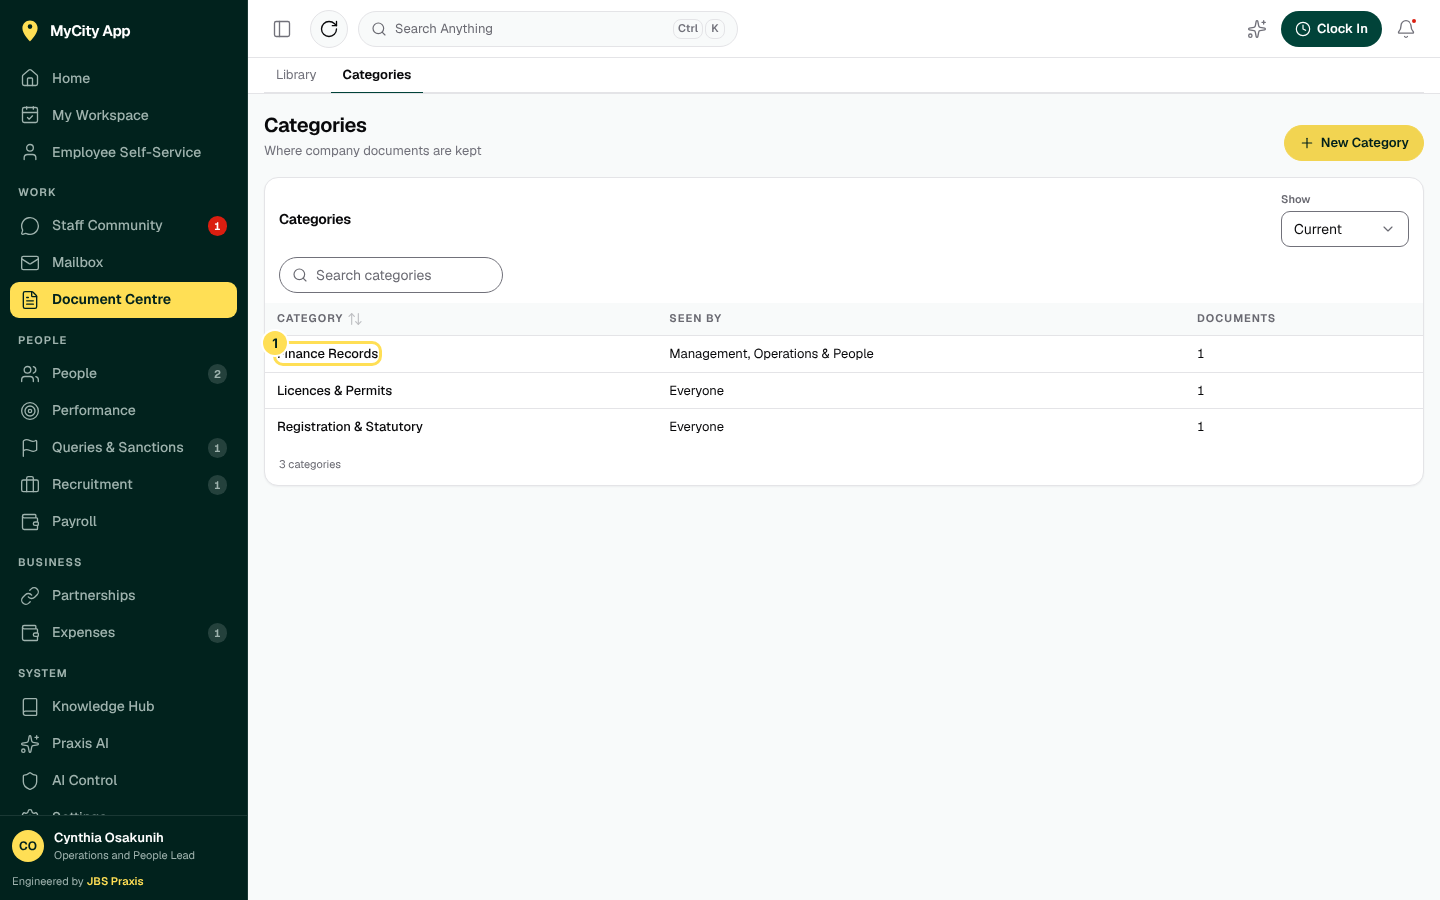 MyCity App
Home
My Workspace
Employee Self-Service
WORK
Staff Community 1
Mailbox
Document Centre
PEOPLE
People 2
Performance
Queries & Sanctions 1
Recruitment 1
Payroll
BUSINESS
Partnerships
Expenses 1
SYSTEM
Knowledge Hub
Praxis AI
AI Control
CO
Cynthia Osakunih
Operations and People Lead
Engineered by JBS Praxis
Search Anything Ctrl K
Clock In
Library Categories
Categories
Where company documents are kept
New Category
Categories
Show
Current
Search categories
CATEGORY SEEN BY DOCUMENTS
1
Finance Records Management, Operations & People 1
Licences & Permits Everyone 1
Registration & Statutory Everyone 1
3 categories